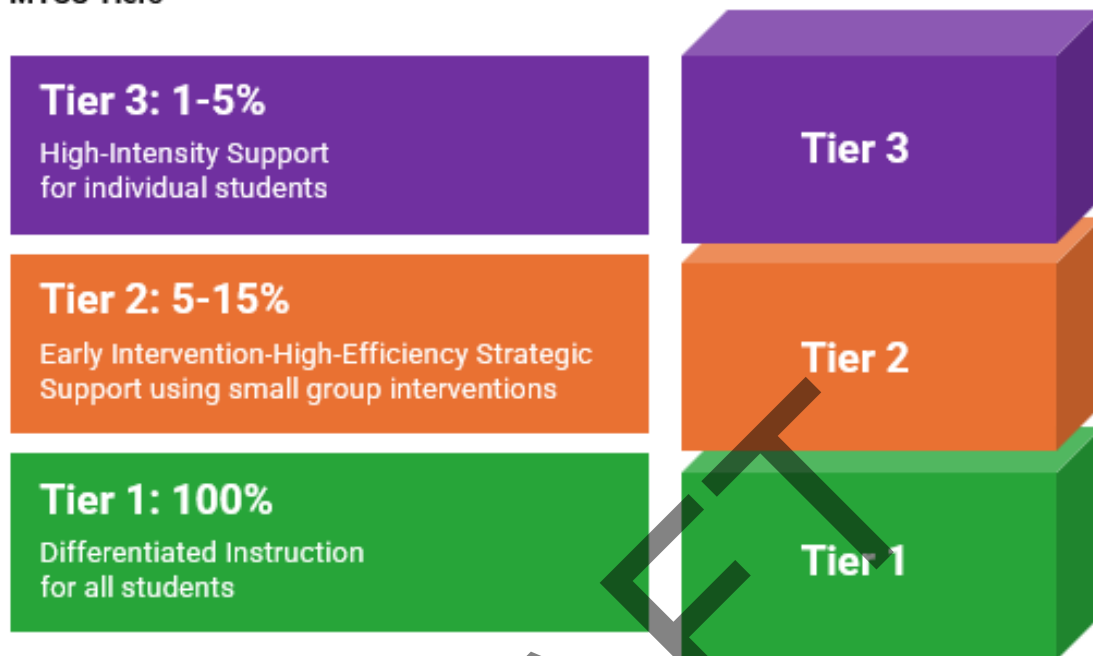 Tier 3: 1-5%
High-Intensity Support
for individual students
Tier 3
Tier 2: 5-15%
Early Intervention-High-Efficiency Strategic
Support using small group interventions
Tier 2
Tier 1: 100%
Differentiated Instruction
for all students
Tier 1